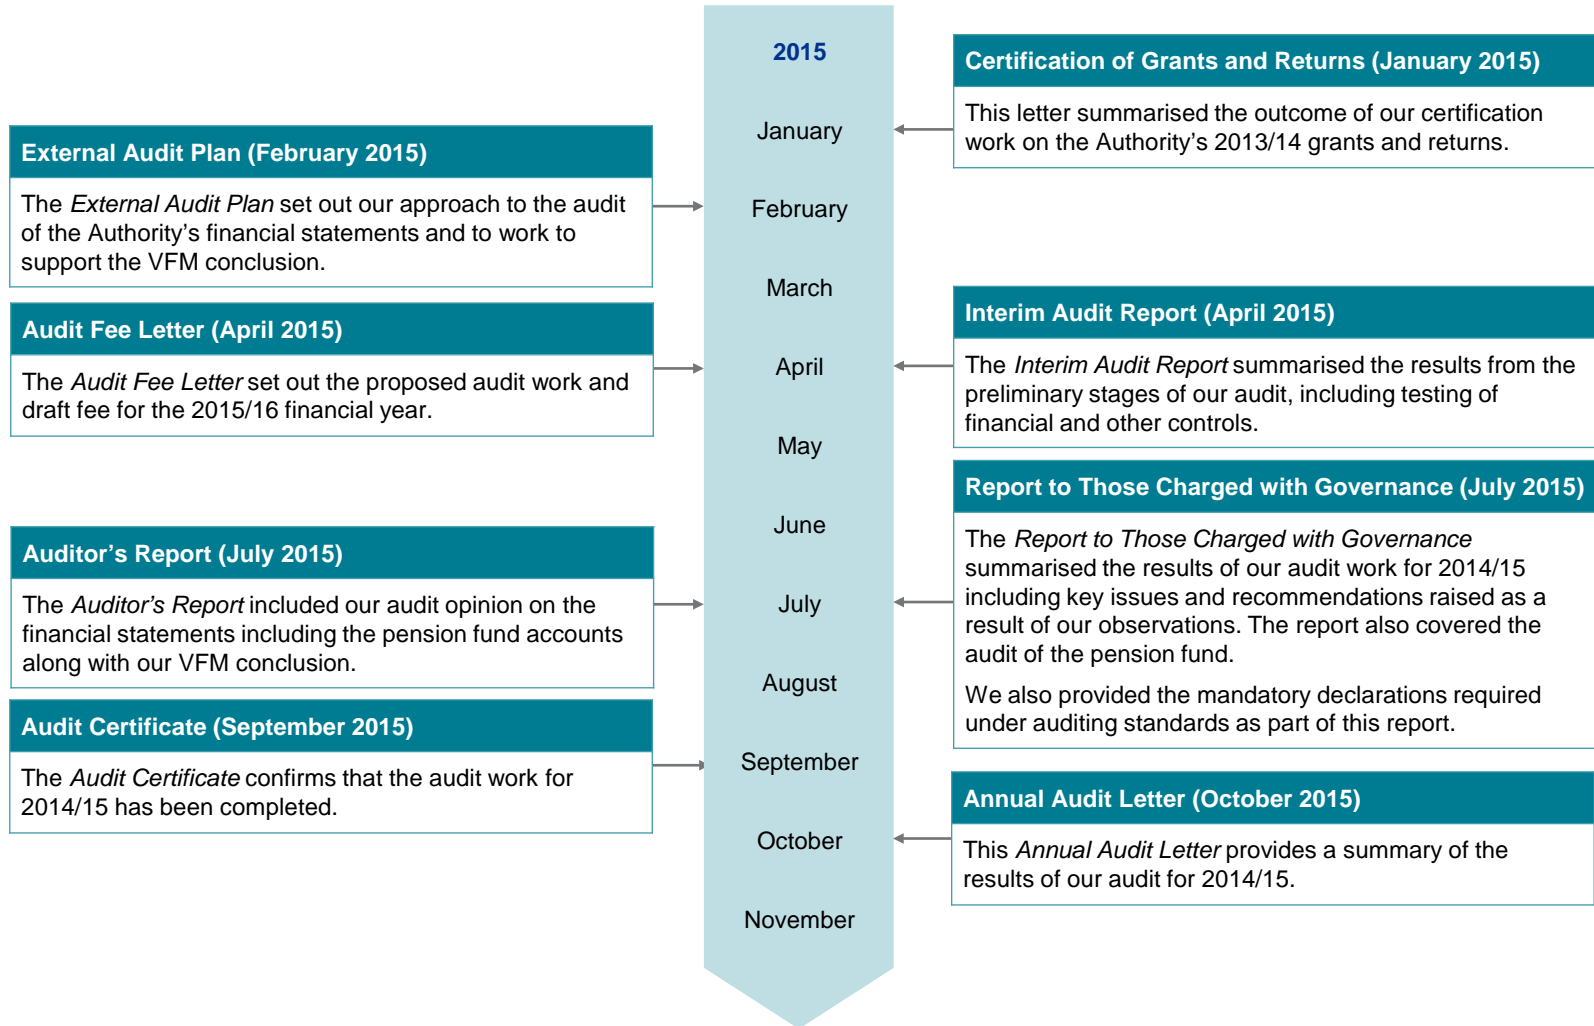 2015
January
February
March
April
May
June
July
August
September
October
November
External Audit Plan (February 2015)
The External Audit Plan set out our approach to the audit
of the Authority’s financial statements and to work to
support the VFM conclusion.
Audit Fee Letter (April 2015)
The Audit Fee Letter set out the proposed audit work and
draft fee for the 2015/16 financial year.
Auditor’s Report (July 2015)
The Auditor’s Report included our audit opinion on the
financial statements including the pension fund accounts
along with our VFM conclusion.
Audit Certificate (September 2015)
The Audit Certificate confirms that the audit work for
2014/15 has been completed.
Certification of Grants and Returns (January 2015)
This letter summarised the outcome of our certification
work on the Authority’s 2013/14 grants and returns.
Interim Audit Report (April 2015)
The Interim Audit Report summarised the results from the
preliminary stages of our audit, including testing of
financial and other controls.
Report to Those Charged with Governance (July 2015)
The Report to Those Charged with Governance
summarised the results of our audit work for 2014/15
including key issues and recommendations raised as a
result of our observations. The report also covered the
audit of the pension fund.
We also provided the mandatory declarations required
under auditing standards as part of this report.
Annual Audit Letter (October 2015)
This Annual Audit Letter provides a summary of the
results of our audit for 2014/15.